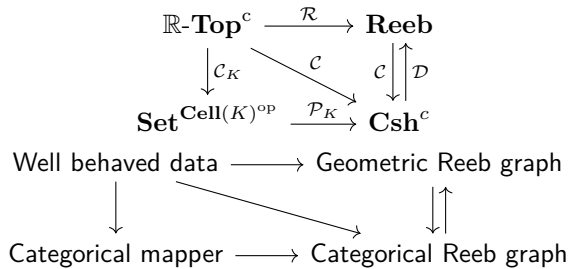 ℝ-Top^c R Reeb
C_K C C D
Set^{Cell(K)^{op}} P_K Csh^c
Well behaved data Geometric Reeb graph
Categorical mapper Categorical Reeb graph